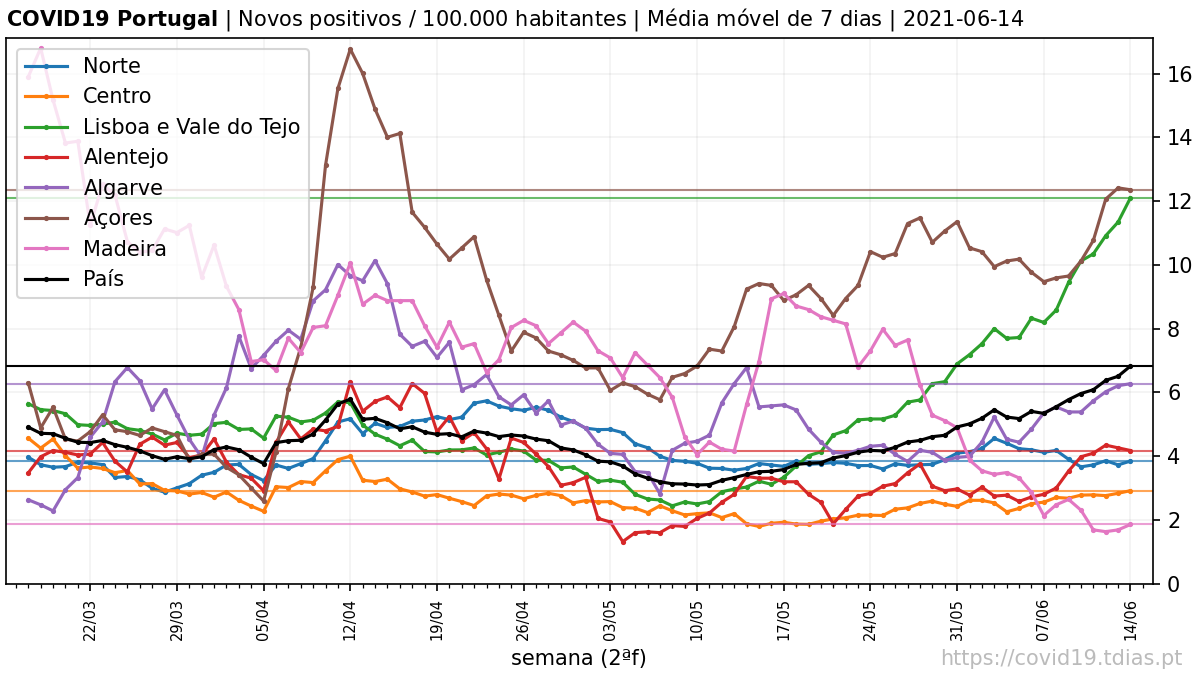 COVID19 Portugal | Novos positivos / 100.000 habitantes | Média móvel de 7 dias | 2021-06-14
Norte
Centro
Lisboa e Vale do Tejo
Alentejo
Algarve
Açores
Madeira
País
16
14
12
10
8
6
4
2
0
22/03
29/03
05/04
12/04
19/04
26/04
03/05
10/05
17/05
24/05
31/05
07/06
14/06
semana (2ªf)
https://covid19.tdias.pt